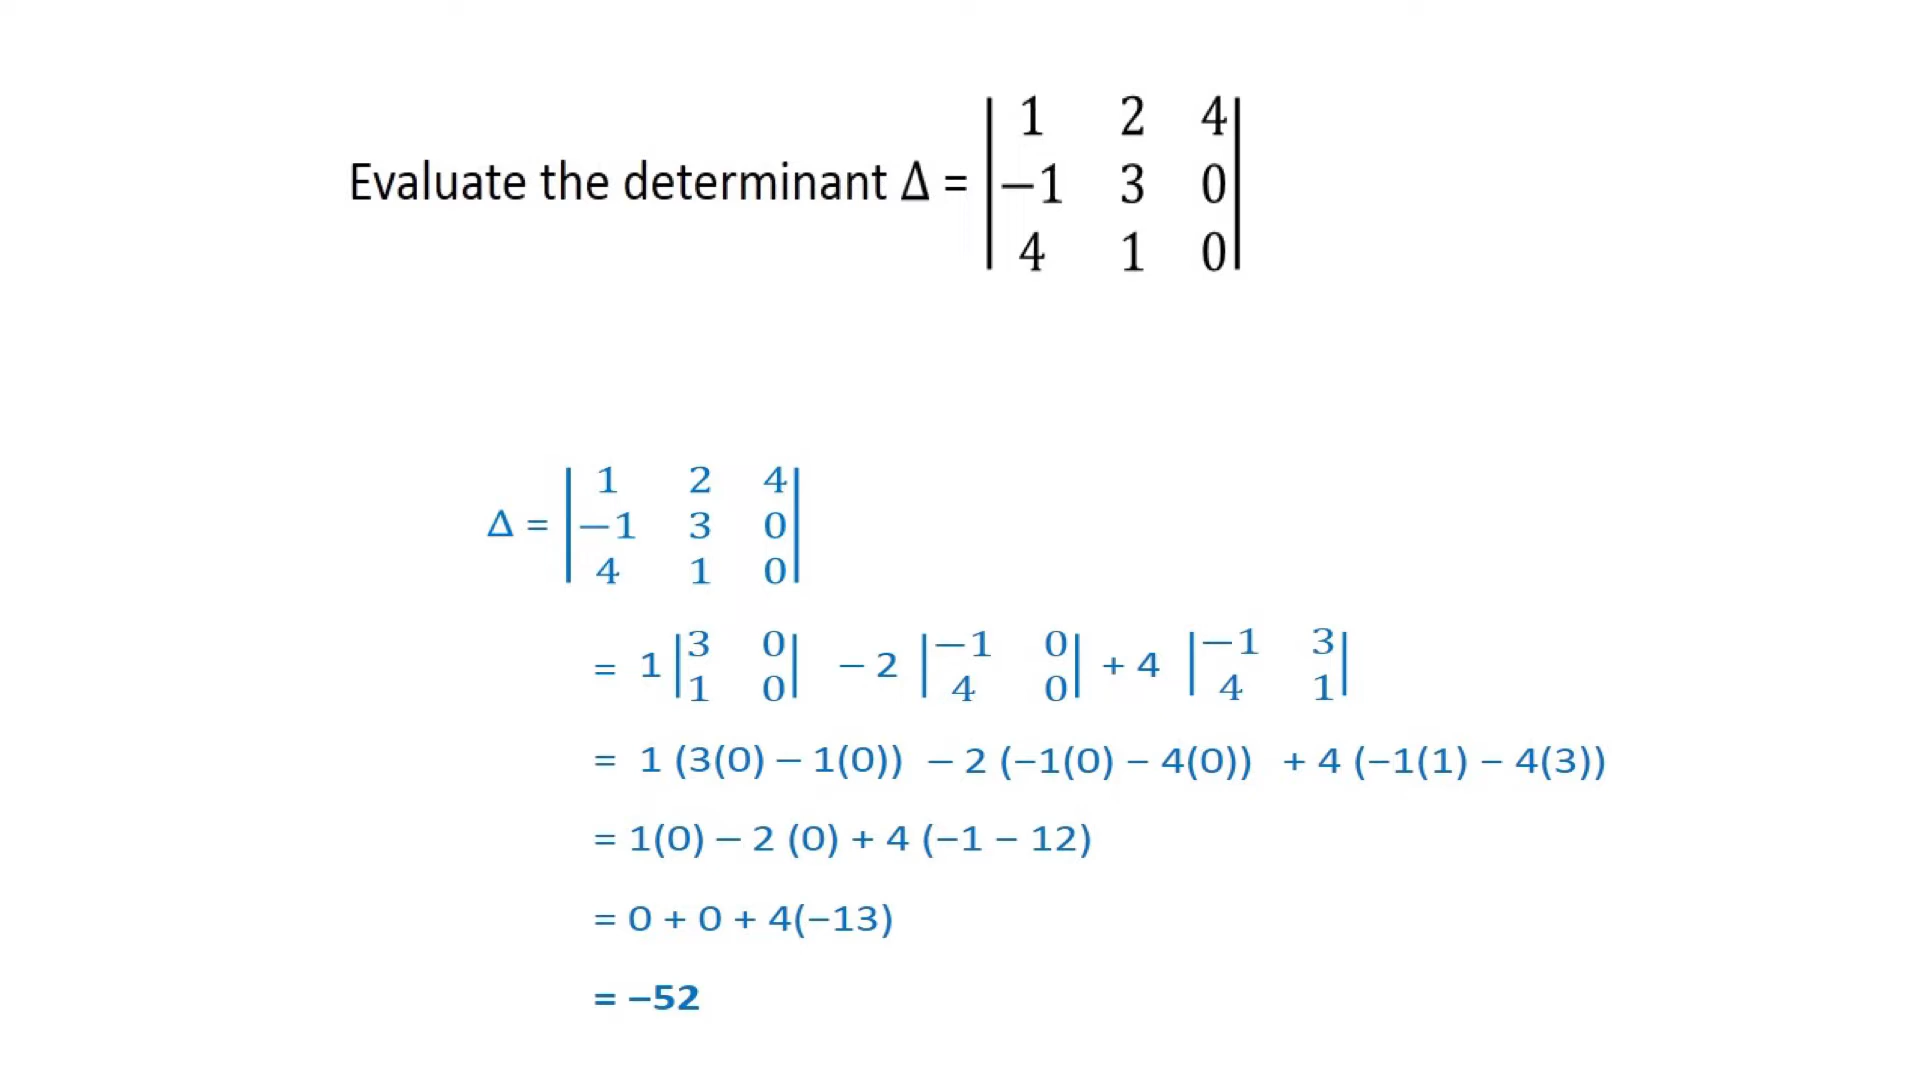 Evaluate the determinant Δ = | 1 2 4 |
| −1 3 0 |
| 4 1 0 |
Δ = | 1 2 4 |
| −1 3 0 |
| 4 1 0 |
= 1 | 3 0 | − 2 | −1 0 | + 4 | −1 3 |
| 1 0 | | 4 0 | | 4 1 |
= 1 (3(0) − 1(0)) − 2 (−1(0) − 4(0)) + 4 (−1(1) − 4(3))
= 1(0) − 2 (0) + 4 (−1 − 12)
= 0 + 0 + 4(−13)
= −52